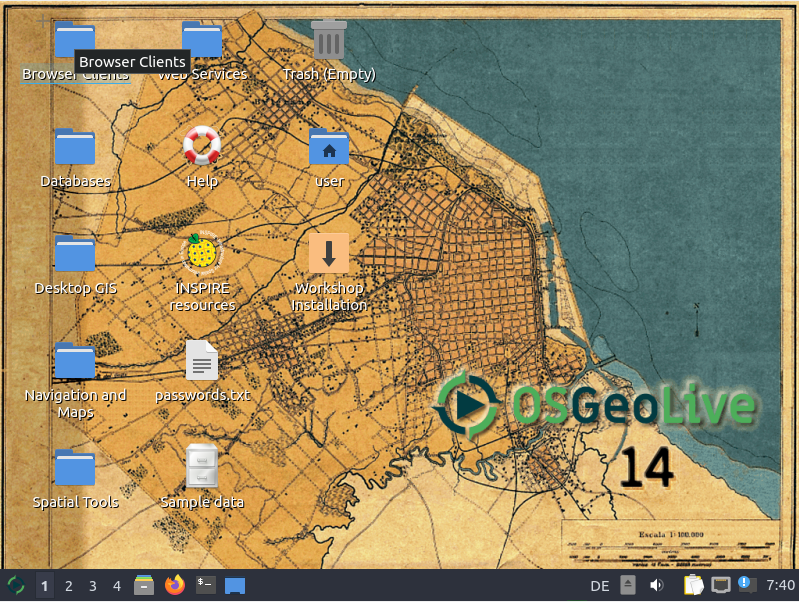 Browser Clients
Browser Clients
Web Services
Trash (Empty)
Databases
Help
user
Desktop GIS
INSPIRE
resources
Workshop
Installation
Navigation and
Maps
passwords.txt
OSGeoLive
14
Spatial Tools
Sample data
N
Escala 1:100.000
1 2 3 4
DE
7:40